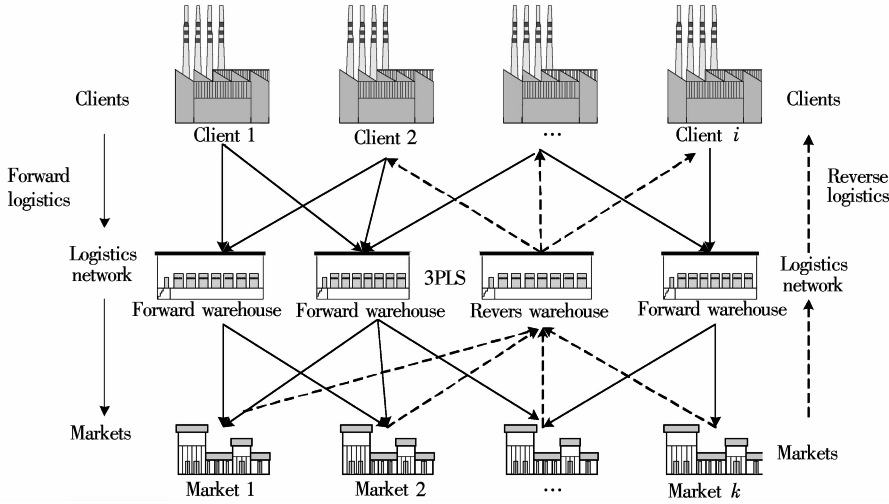 Clients
Clients
Client 1
Client 2
...
Client i
Forward
logistics
Reverse
logistics
Logistics
network
3PLS
Logistics
network
Forward warehouse
Forward warehouse
Revers warehouse
Forward warehouse
Markets
Markets
Market 1
Market 2
...
Market k